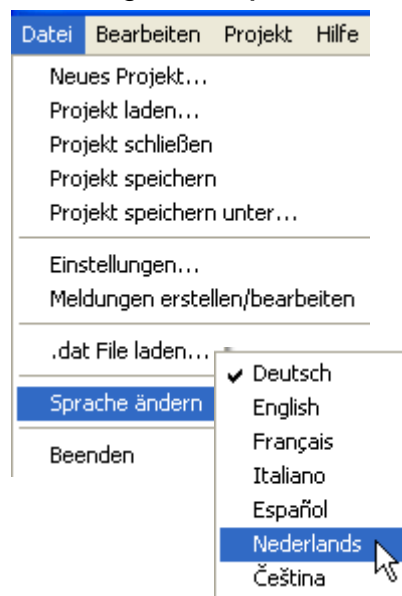 Datei Bearbeiten Projekt Hilfe
Neues Projekt...
Projekt laden...
Projekt schließen
Projekt speichern
Projekt speichern unter...
Einstellungen...
Meldungen erstellen/bearbeiten
.dat File laden...
Sprache ändern
Beenden
Deutsch
English
Français
Italiano
Español
Nederlands
Čeština